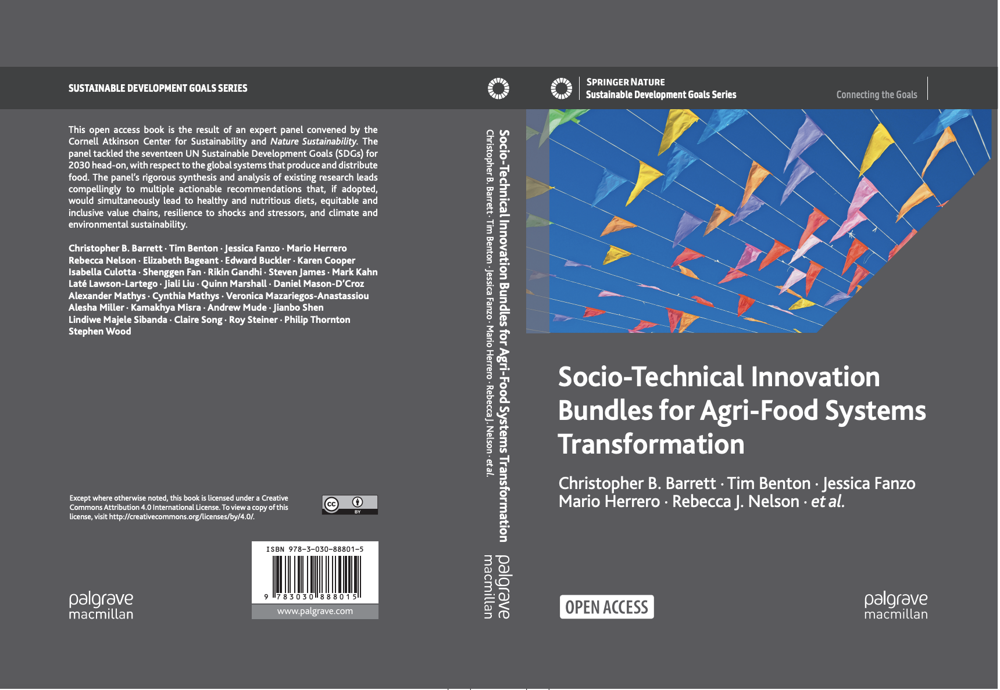 SUSTAINABLE DEVELOPMENT GOALS SERIES
This open access book is the result of an expert panel convened by the
Cornell Atkinson Center for Sustainability and Nature Sustainability. The
panel tackled the seventeen UN Sustainable Development Goals (SDGs) for
2030 head-on, with respect to the global systems that produce and distribute
food. The panel's rigorous synthesis and analysis of existing research leads
compellingly to multiple actionable recommendations that, if adopted,
would simultaneously lead to healthy and nutritious diets, equitable and
inclusive value chains, resilience to shocks and stressors, and climate and
environmental sustainability.
Christopher B. Barrett · Tim Benton · Jessica Fanzo · Mario Herrero
Rebecca Nelson · Elizabeth Bageant · Edward Buckler · Karen Cooper
Isabella Culotta · Shenggen Fan · Rikin Gandhi · Steven James · Mark Kahn
Laté Lawson-Lartego · Jiali Liu · Quinn Marshall · Daniel Mason-D'Croz
Alexander Mathys · Cynthia Mathys · Veronica Mazariegos-Anastassiou
Alesha Miller · Kamakhya Misra · Andrew Mude · Jianbo Shen
Lindiwe Majele Sibanda · Claire Song · Roy Steiner · Philip Thornton
Stephen Wood
Except where otherwise noted, this book is licensed under a Creative
Commons Attribution 4.0 International License. To view a copy of this
license, visit http://creativecommons.org/licenses/by/4.0/.
CC
BY
ISBN 978-3-030-88801-5
9 783030 888015
www.palgrave.com
palgrave
macmillan
Socio-Technical Innovation Bundles for Agri-Food Systems Transformation
Christopher B. Barrett · Tim Benton · Jessica Fanzo · Mario Herrero · Rebecca J. Nelson · et al.
palgrave
macmillan
SPRINGER NATURE
Sustainable Development Goals Series
Connecting the Goals
Socio-Technical Innovation
Bundles for Agri-Food Systems
Transformation
Christopher B. Barrett · Tim Benton · Jessica Fanzo
Mario Herrero · Rebecca J. Nelson · et al.
OPEN ACCESS
palgrave
macmillan